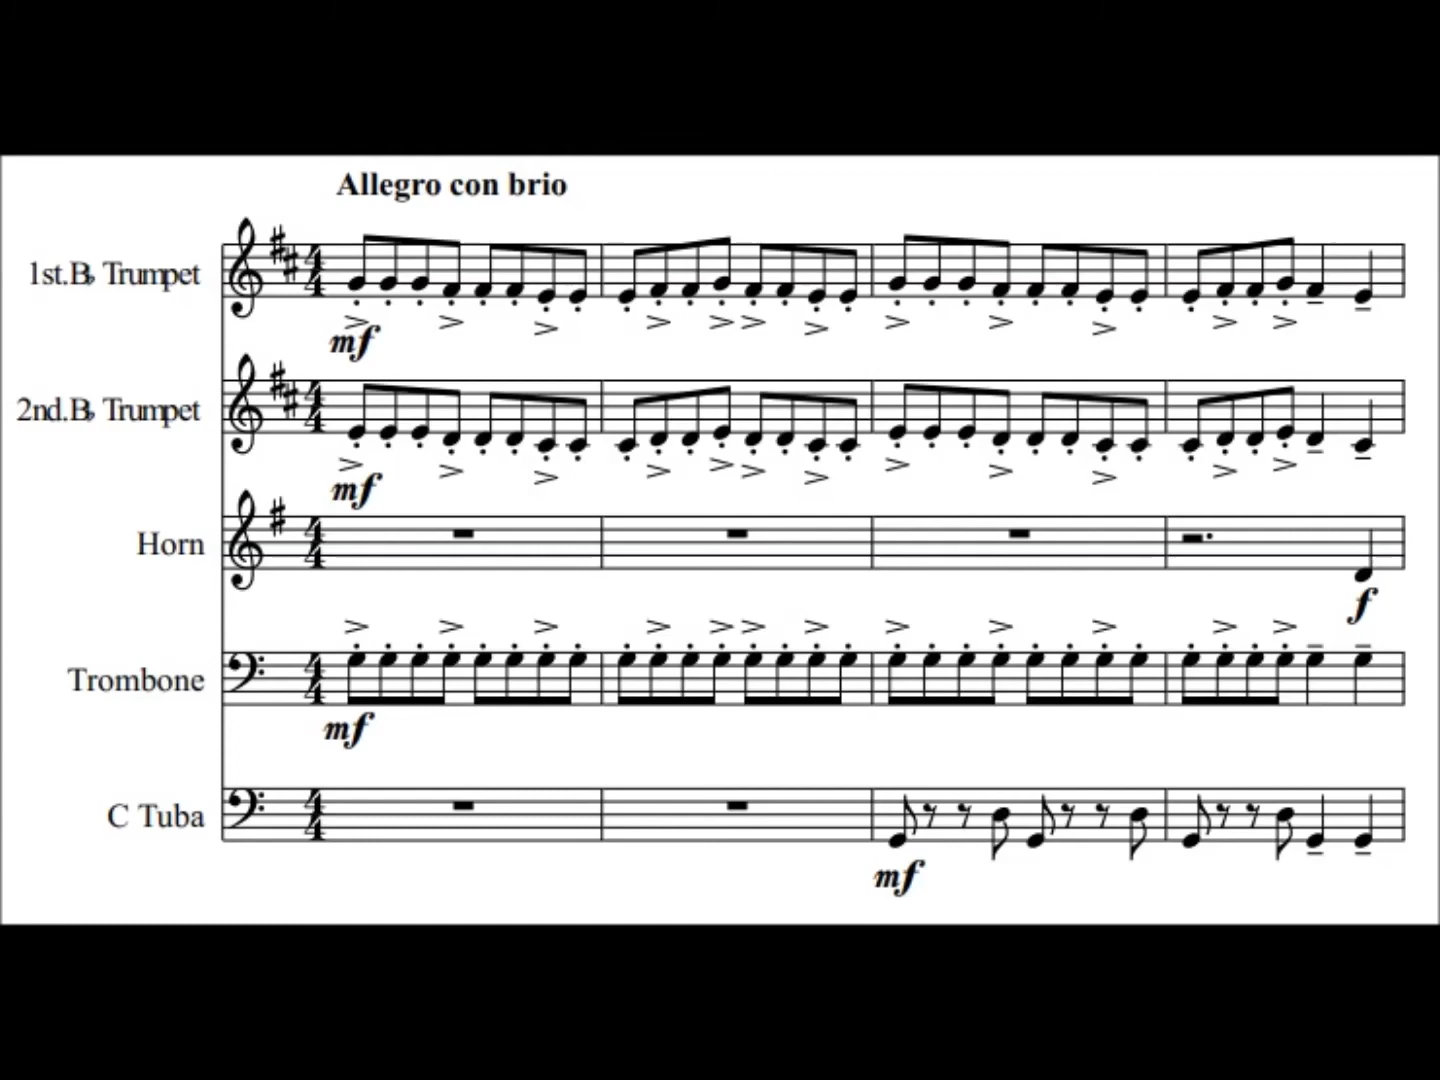 Allegro con brio
1st.B♭ Trumpet
mf
2nd.B♭ Trumpet
mf
Horn
f
Trombone
mf
C Tuba
mf